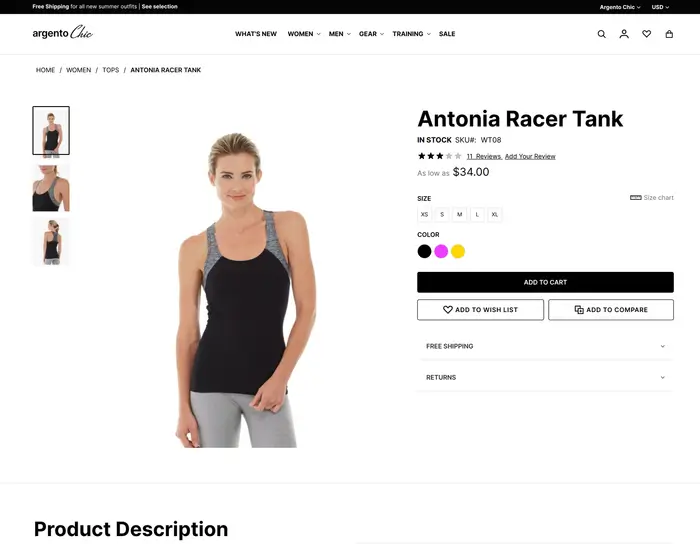 Free Shipping for all new summer outfits | See selection
Argento Chic
USD
argento Chic
WHAT'S NEW WOMEN MEN GEAR TRAINING SALE
HOME / WOMEN / TOPS / ANTONIA RACER TANK
Antonia Racer Tank
IN STOCK SKU#: WT08
11 Reviews Add Your Review
As low as $34.00
SIZE
Size chart
XS S M L XL
COLOR
ADD TO CART
ADD TO WISH LIST
ADD TO COMPARE
FREE SHIPPING
RETURNS
Product Description